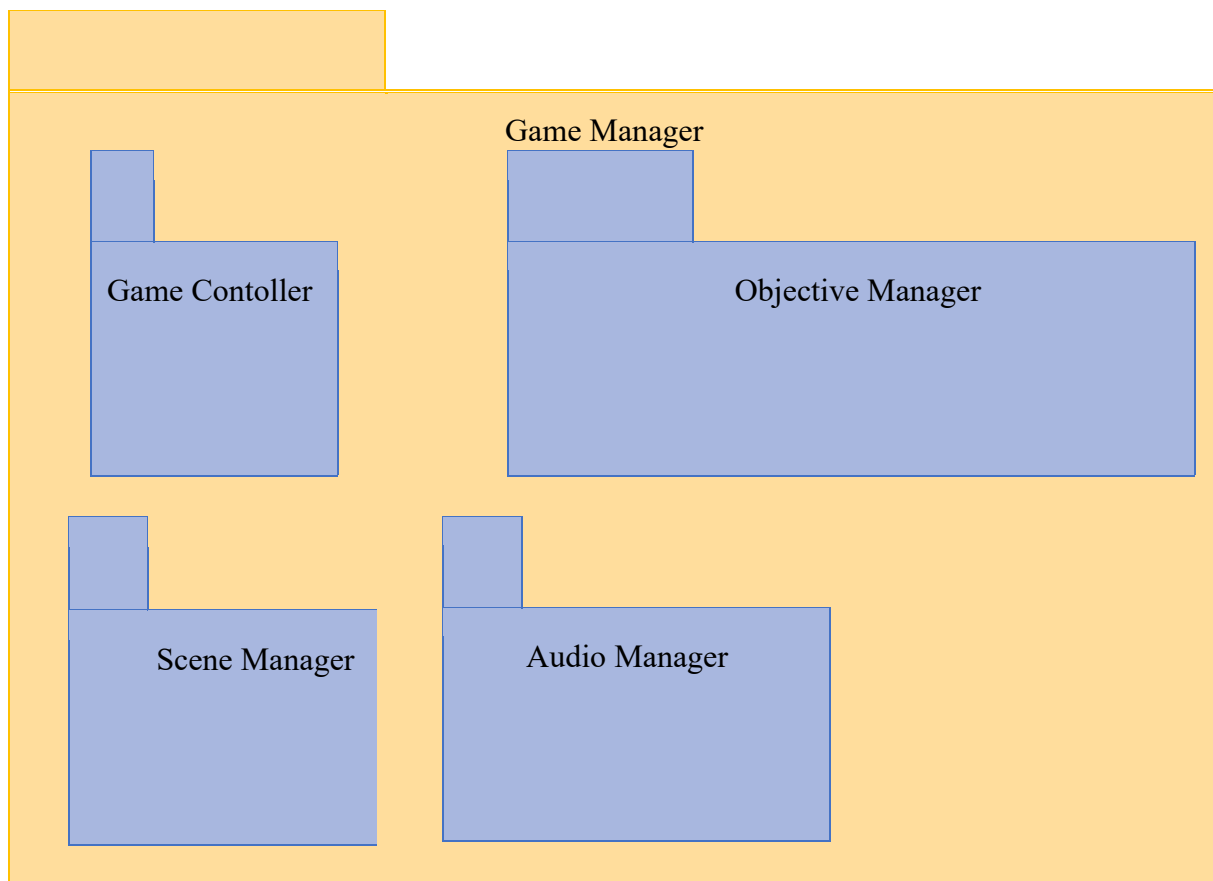 Game Manager
Game Contoller
Objective Manager
Scene Manager
Audio Manager